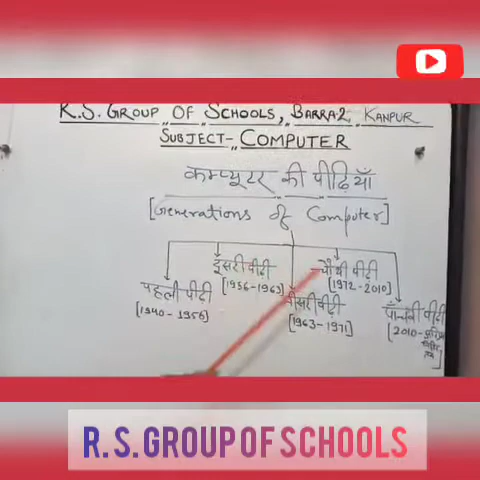 R.S. GROUP OF SCHOOLS, BARRA-2, KANPUR
SUBJECT- COMPUTER
कम्प्यूटर की पीढ़ियाँ
[Generations of Computer]
पहली पीढ़ी
[1940 - 1956]
दूसरी पीढ़ी
[1956-1963]
तीसरी पीढ़ी
[1963-1971]
चौथी पीढ़ी
[1972-2010]
पाँचवी पीढ़ी
[2010-
R.S. GROUP OF SCHOOLS